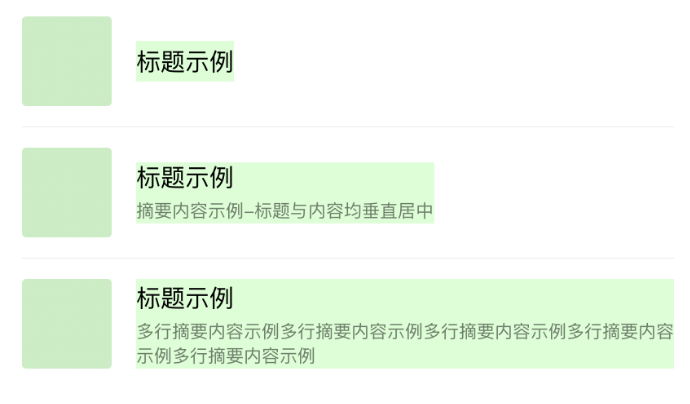 标题示例
标题示例
摘要内容示例–标题与内容均垂直居中
标题示例
多行摘要内容示例多行摘要内容示例多行摘要内容示例多行摘要内容
示例多行摘要内容示例